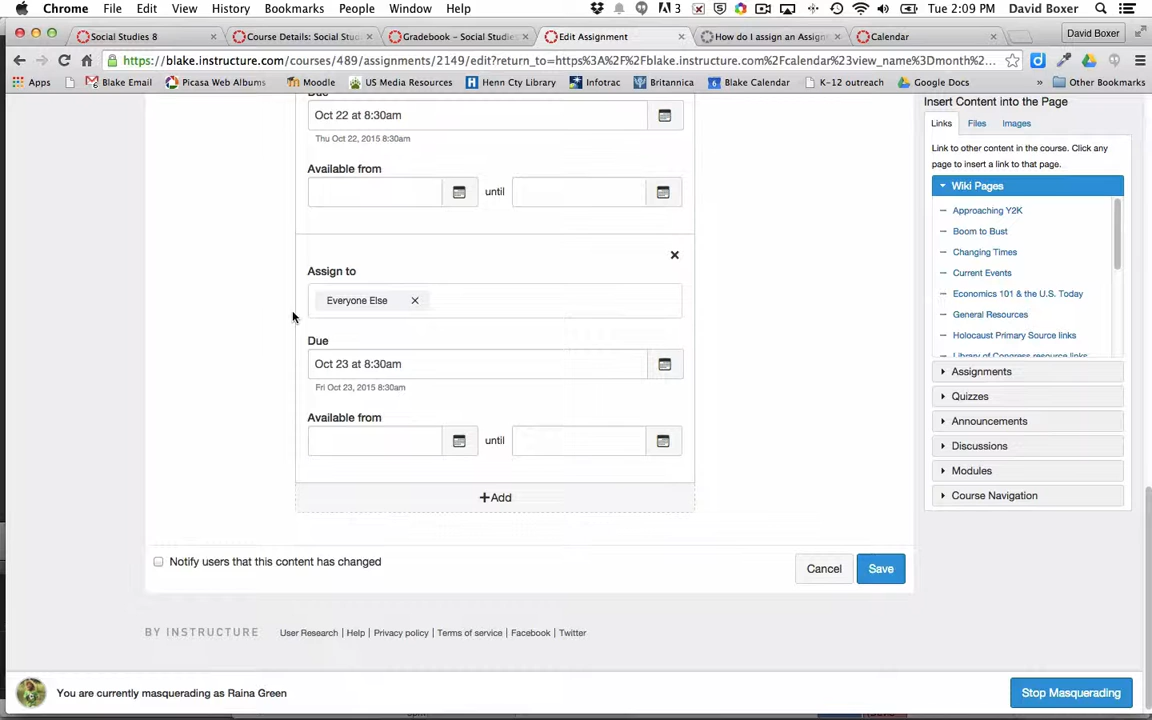 Chrome File Edit View History Bookmarks People Window Help 3 Tue 2:09 PM David Boxer
Social Studies 8 Course Details: Social Stu Gradebook – Social Studie Edit Assignment How do I assign an Assign Calendar David Boxer
https://blake.instructure.com/courses/489/assignments/2149/edit?return_to=https%3A%2F%2Fblake.instructure.com%2Fcalendar%23view_name%3Dmonth...
Apps Blake Email Picasa Web Albums Moodle US Media Resources Henn Cty Library Infotrac Britannica Blake Calendar K-12 outreach Google Docs » Other Bookmarks
Due
Oct 22 at 8:30am
Thu Oct 22, 2015 8:30am
Available from
until
Assign to
Everyone Else
Due
Oct 23 at 8:30am
Fri Oct 23, 2015 8:30am
Available from
until
+Add
Notify users that this content has changed
Cancel Save
Insert Content into the Page
Links Files Images
Link to other content in the course. Click any
page to insert a link to that page.
Wiki Pages
Approaching Y2K
Boom to Bust
Changing Times
Current Events
Economics 101 & the U.S. Today
General Resources
Holocaust Primary Source links
Library of Congress resource links
Assignments
Quizzes
Announcements
Discussions
Modules
Course Navigation
BY INSTRUCTURE User Research | Help | Privacy policy | Terms of service | Facebook | Twitter
You are currently masquerading as Raina Green Stop Masquerading